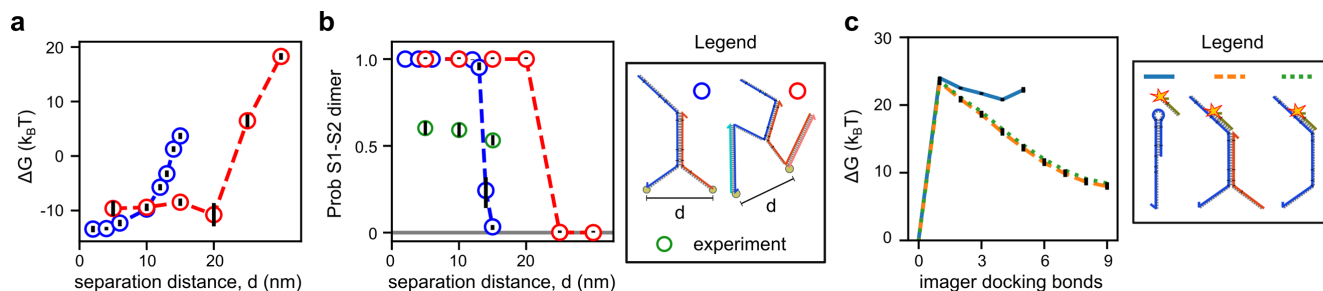 a
ΔG (kBT)
20
10
0
-10
0
10
20
separation distance, d (nm)
b
Prob S1-S2 dimer
1.0
0.5
0
0
10
20
separation distance, d (nm)
Legend
d
d
experiment
c
ΔG (kBT)
30
20
10
0
0
3
6
9
imager docking bonds
Legend